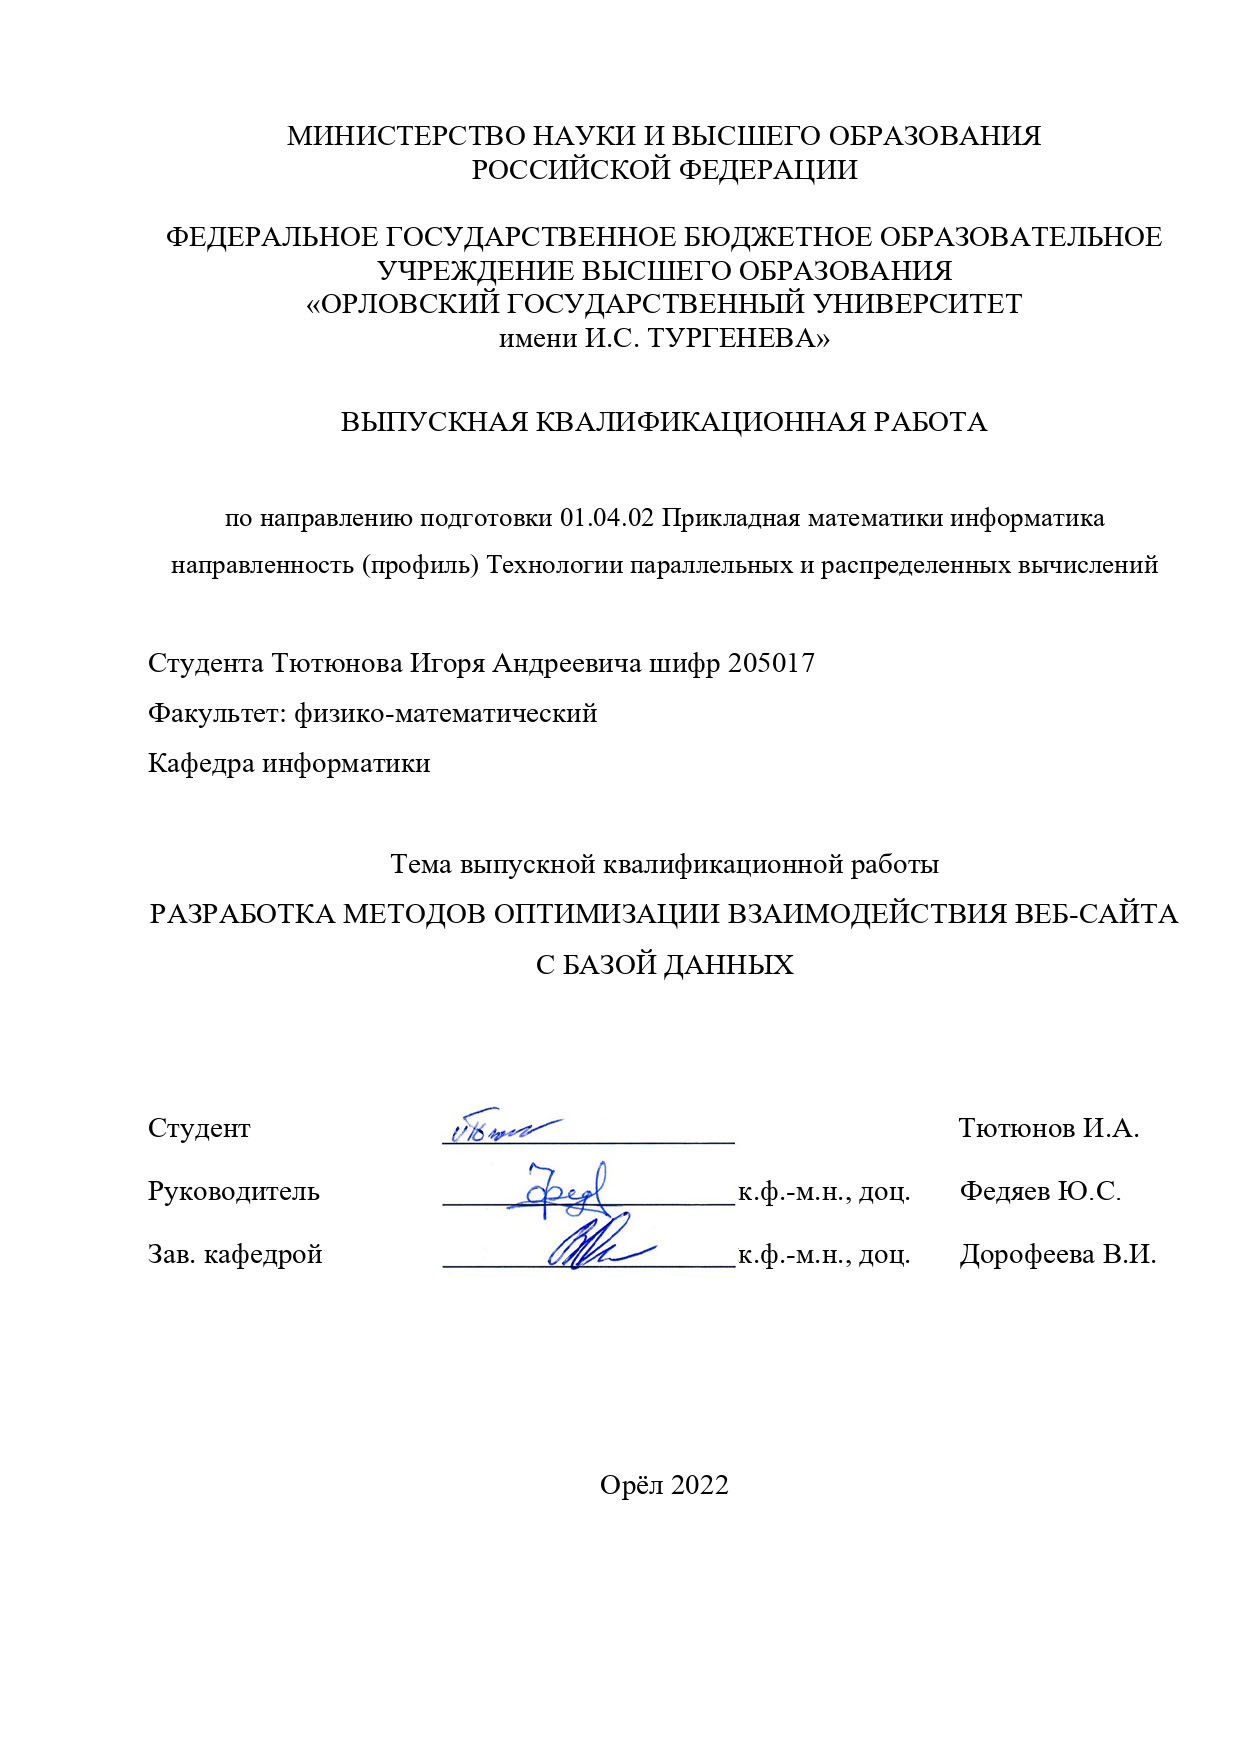 МИНИСТЕРСТВО НАУКИ И ВЫСШЕГО ОБРАЗОВАНИЯ
РОССИЙСКОЙ ФЕДЕРАЦИИ
ФЕДЕРАЛЬНОЕ ГОСУДАРСТВЕННОЕ БЮДЖЕТНОЕ ОБРАЗОВАТЕЛЬНОЕ
УЧРЕЖДЕНИЕ ВЫСШЕГО ОБРАЗОВАНИЯ
«ОРЛОВСКИЙ ГОСУДАРСТВЕННЫЙ УНИВЕРСИТЕТ
имени И.С. ТУРГЕНЕВА»
ВЫПУСКНАЯ КВАЛИФИКАЦИОННАЯ РАБОТА
по направлению подготовки 01.04.02 Прикладная математики информатика
направленность (профиль) Технологии параллельных и распределенных вычислений
Студента Тютюнова Игоря Андреевича шифр 205017
Факультет: физико-математический
Кафедра информатики
Тема выпускной квалификационной работы
РАЗРАБОТКА МЕТОДОВ ОПТИМИЗАЦИИ ВЗАИМОДЕЙСТВИЯ ВЕБ-САЙТА
С БАЗОЙ ДАННЫХ
Студент Тютюнов И.А.
Руководитель к.ф.-м.н., доц. Федяев Ю.С.
Зав. кафедрой к.ф.-м.н., доц. Дорофеева В.И.
Орёл 2022